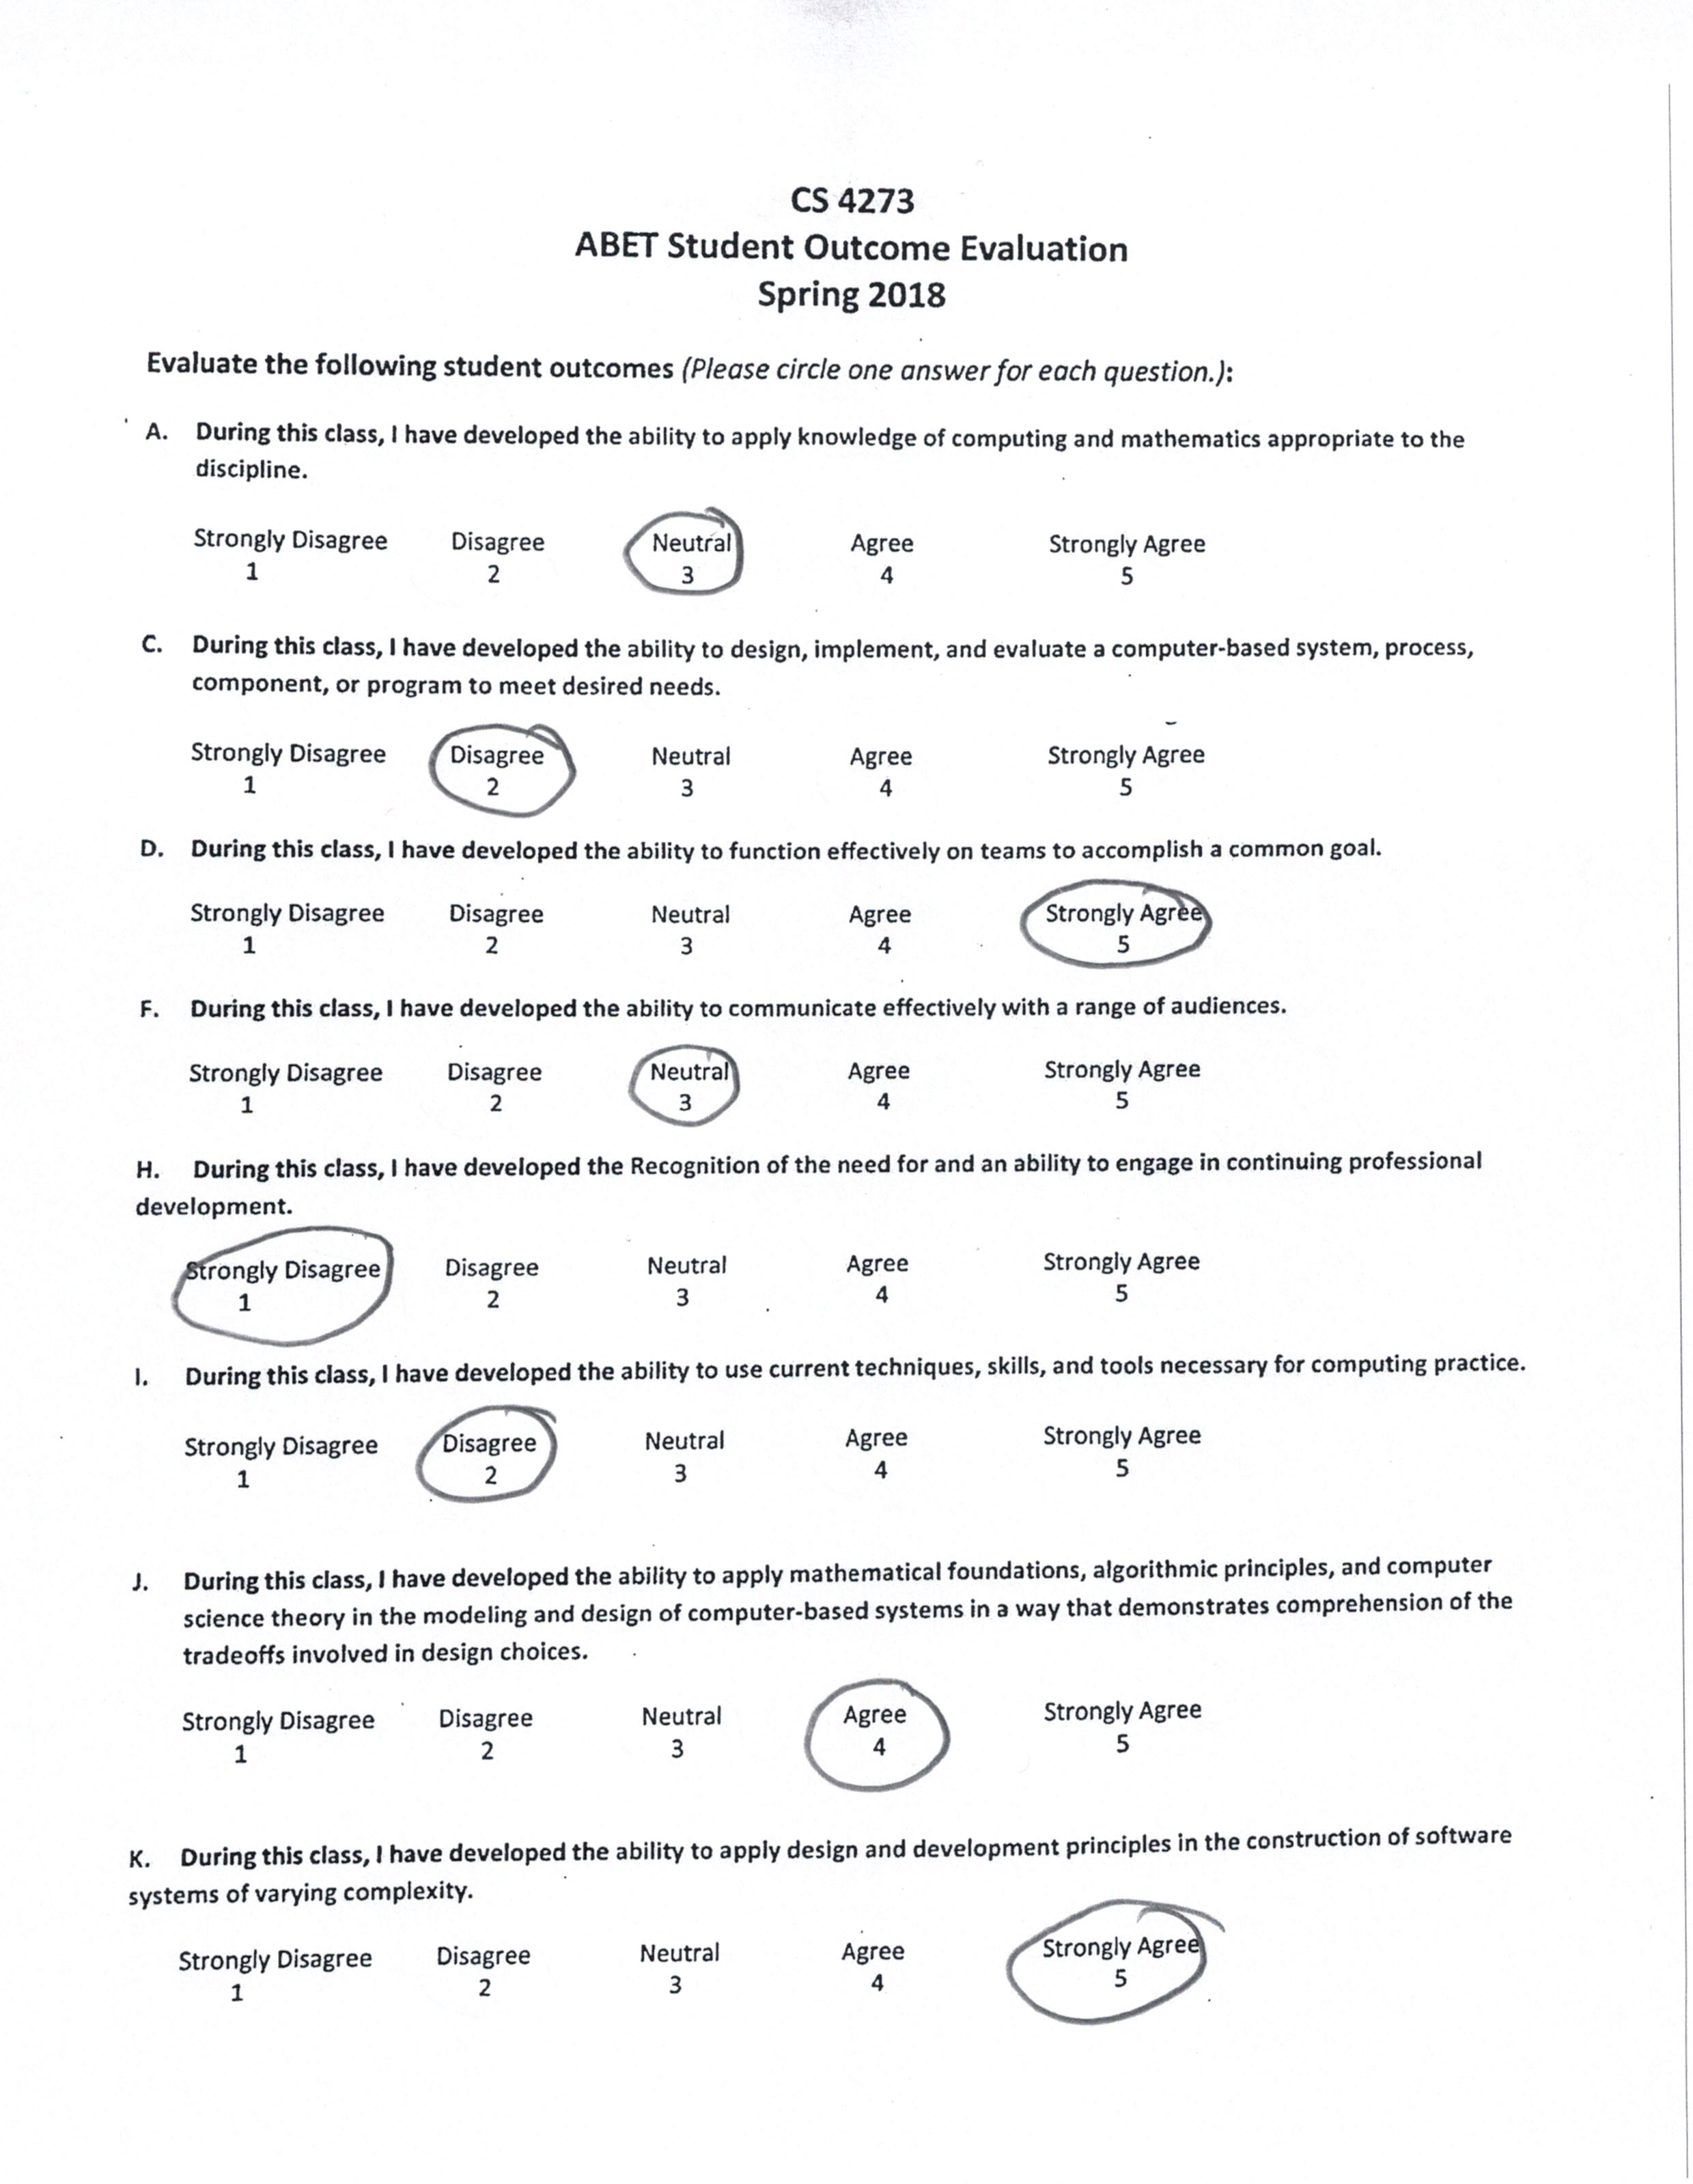 CS 4273
ABET Student Outcome Evaluation
Spring 2018
Evaluate the following student outcomes (Please circle one answer for each question.):
A. During this class, I have developed the ability to apply knowledge of computing and mathematics appropriate to the
discipline.
Strongly Disagree Disagree Neutral Agree Strongly Agree
1 2 3 4 5
C. During this class, I have developed the ability to design, implement, and evaluate a computer-based system, process,
component, or program to meet desired needs.
Strongly Disagree Disagree Neutral Agree Strongly Agree
1 2 3 4 5
D. During this class, I have developed the ability to function effectively on teams to accomplish a common goal.
Strongly Disagree Disagree Neutral Agree Strongly Agree
1 2 3 4 5
F. During this class, I have developed the ability to communicate effectively with a range of audiences.
Strongly Disagree Disagree Neutral Agree Strongly Agree
1 2 3 4 5
H. During this class, I have developed the Recognition of the need for and an ability to engage in continuing professional
development.
Strongly Disagree Disagree Neutral Agree Strongly Agree
1 2 3 4 5
I. During this class, I have developed the ability to use current techniques, skills, and tools necessary for computing practice.
Strongly Disagree Disagree Neutral Agree Strongly Agree
1 2 3 4 5
J. During this class, I have developed the ability to apply mathematical foundations, algorithmic principles, and computer
science theory in the modeling and design of computer-based systems in a way that demonstrates comprehension of the
tradeoffs involved in design choices.
Strongly Disagree Disagree Neutral Agree Strongly Agree
1 2 3 4 5
K. During this class, I have developed the ability to apply design and development principles in the construction of software
systems of varying complexity.
Strongly Disagree Disagree Neutral Agree Strongly Agree
1 2 3 4 5